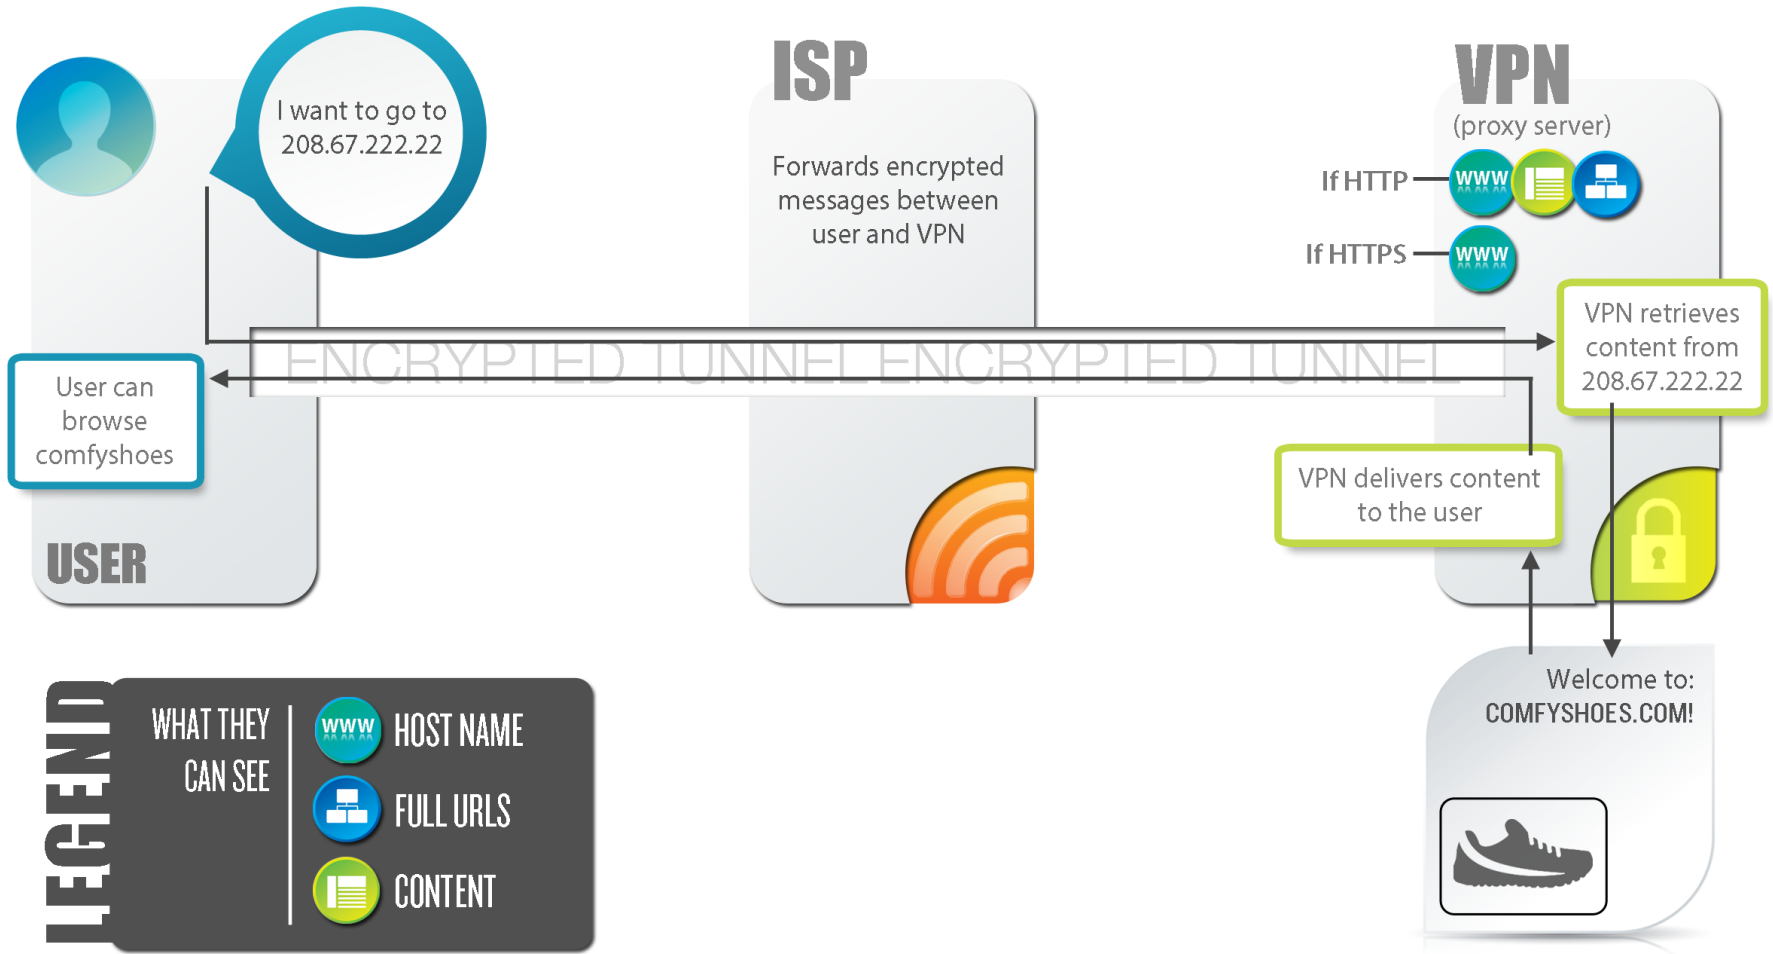 I want to go to
208.67.222.22
ISP
Forwards encrypted
messages between
user and VPN
VPN
(proxy server)
If HTTP
www
If HTTPS
www
ENCRYPTED TUNNEL ENCRYPTED TUNNEL
VPN retrieves
content from
208.67.222.22
User can
browse
comfyshoes
VPN delivers content
to the user
USER
Welcome to:
COMFYSHOES.COM!
LEGEND
WHAT THEY
CAN SEE
www
HOST NAME
FULL URLS
CONTENT